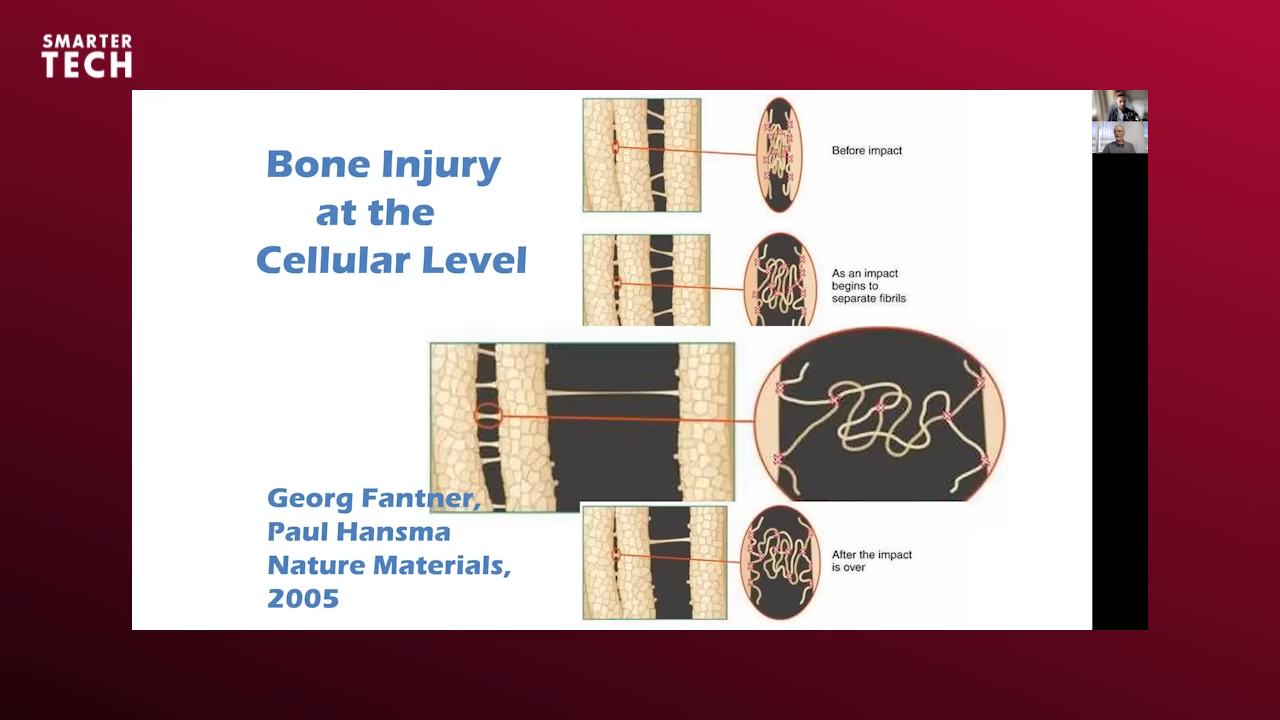 SMARTER
TECH
Bone Injury
at the
Cellular Level
Before impact
As an impact
begins to
separate fibrils
Georg Fantner,
Paul Hansma
Nature Materials,
2005
After the impact
is over